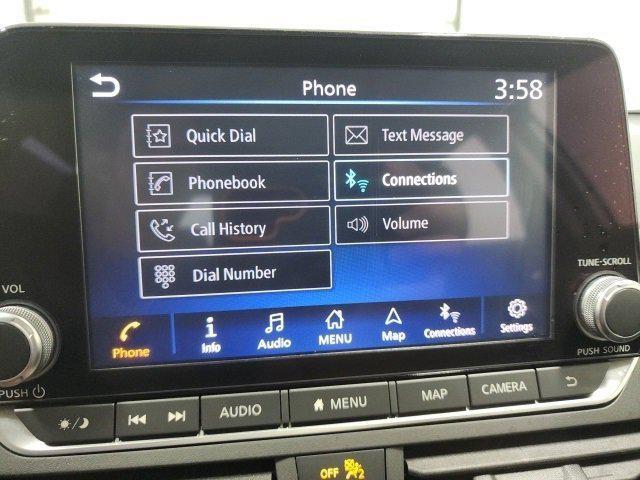 Phone
3:58
Quick Dial
Text Message
Phonebook
Connections
Call History
Volume
Dial Number
Phone
Info
Audio
MENU
Map
Connections
Settings
VOL
PUSH
TUNE·SCROLL
PUSH SOUND
AUDIO
MENU
MAP
CAMERA
OFF
2